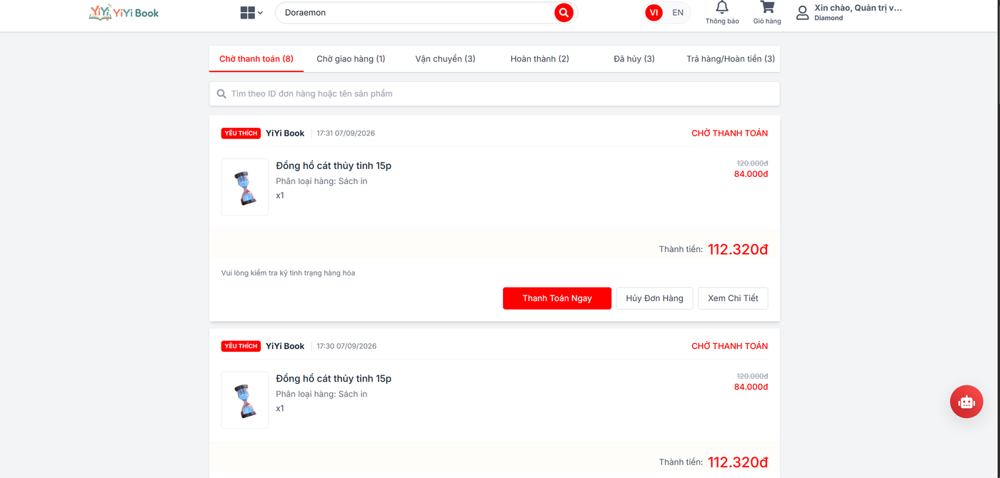 YiYi YiYi Book
Doraemon
VI EN
Thông báo
Giỏ hàng
Xin chào, Quản trị v...
Diamond
Chờ thanh toán (8) Chờ giao hàng (1) Vận chuyển (3) Hoàn thành (2) Đã hủy (3) Trả hàng/Hoàn tiền (3)
Tìm theo ID đơn hàng hoặc tên sản phẩm
YÊU THÍCH YiYi Book 17:31 07/09/2026 CHỜ THANH TOÁN
Đồng hồ cát thủy tinh 15p
Phân loại hàng: Sách in
x1
120.000đ
84.000đ
Thành tiền: 112.320đ
Vui lòng kiểm tra kỹ tình trạng hàng hóa
Thanh Toán Ngay Hủy Đơn Hàng Xem Chi Tiết
YÊU THÍCH YiYi Book 17:30 07/09/2026 CHỜ THANH TOÁN
Đồng hồ cát thủy tinh 15p
Phân loại hàng: Sách in
x1
120.000đ
84.000đ
Thành tiền: 112.320đ